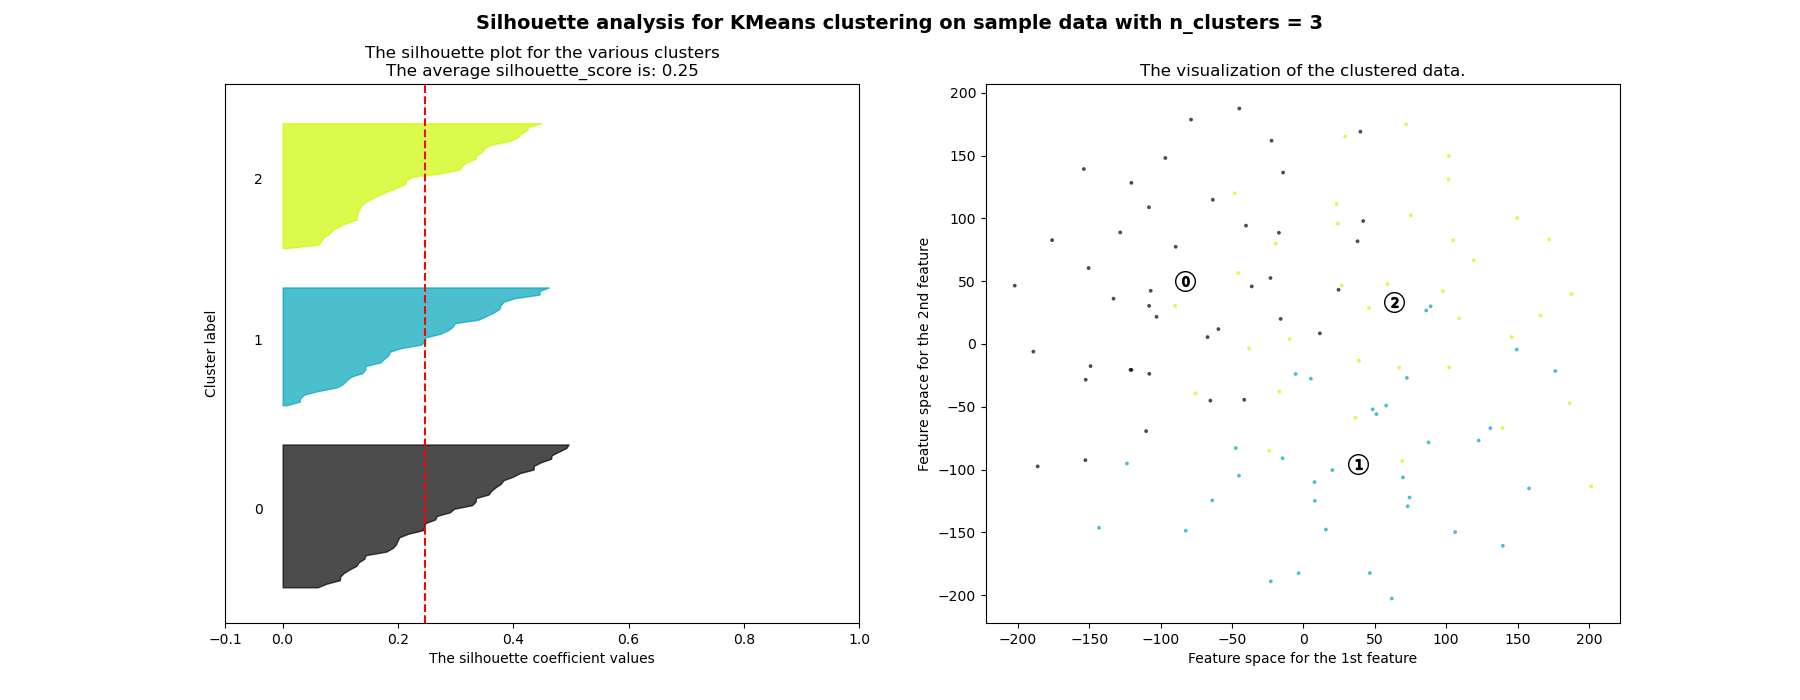 Silhouette analysis for KMeans clustering on sample data with n_clusters = 3
The silhouette plot for the various clusters
The average silhouette_score is: 0.25
2
1
0
Cluster label
−0.1 0.0 0.2 0.4 0.6 0.8 1.0
The silhouette coefficient values
The visualization of the clustered data.
200
150
100
50
0
−50
−100
−150
−200
Feature space for the 2nd feature
0
2
1
−200 −150 −100 −50 0 50 100 150 200
Feature space for the 1st feature